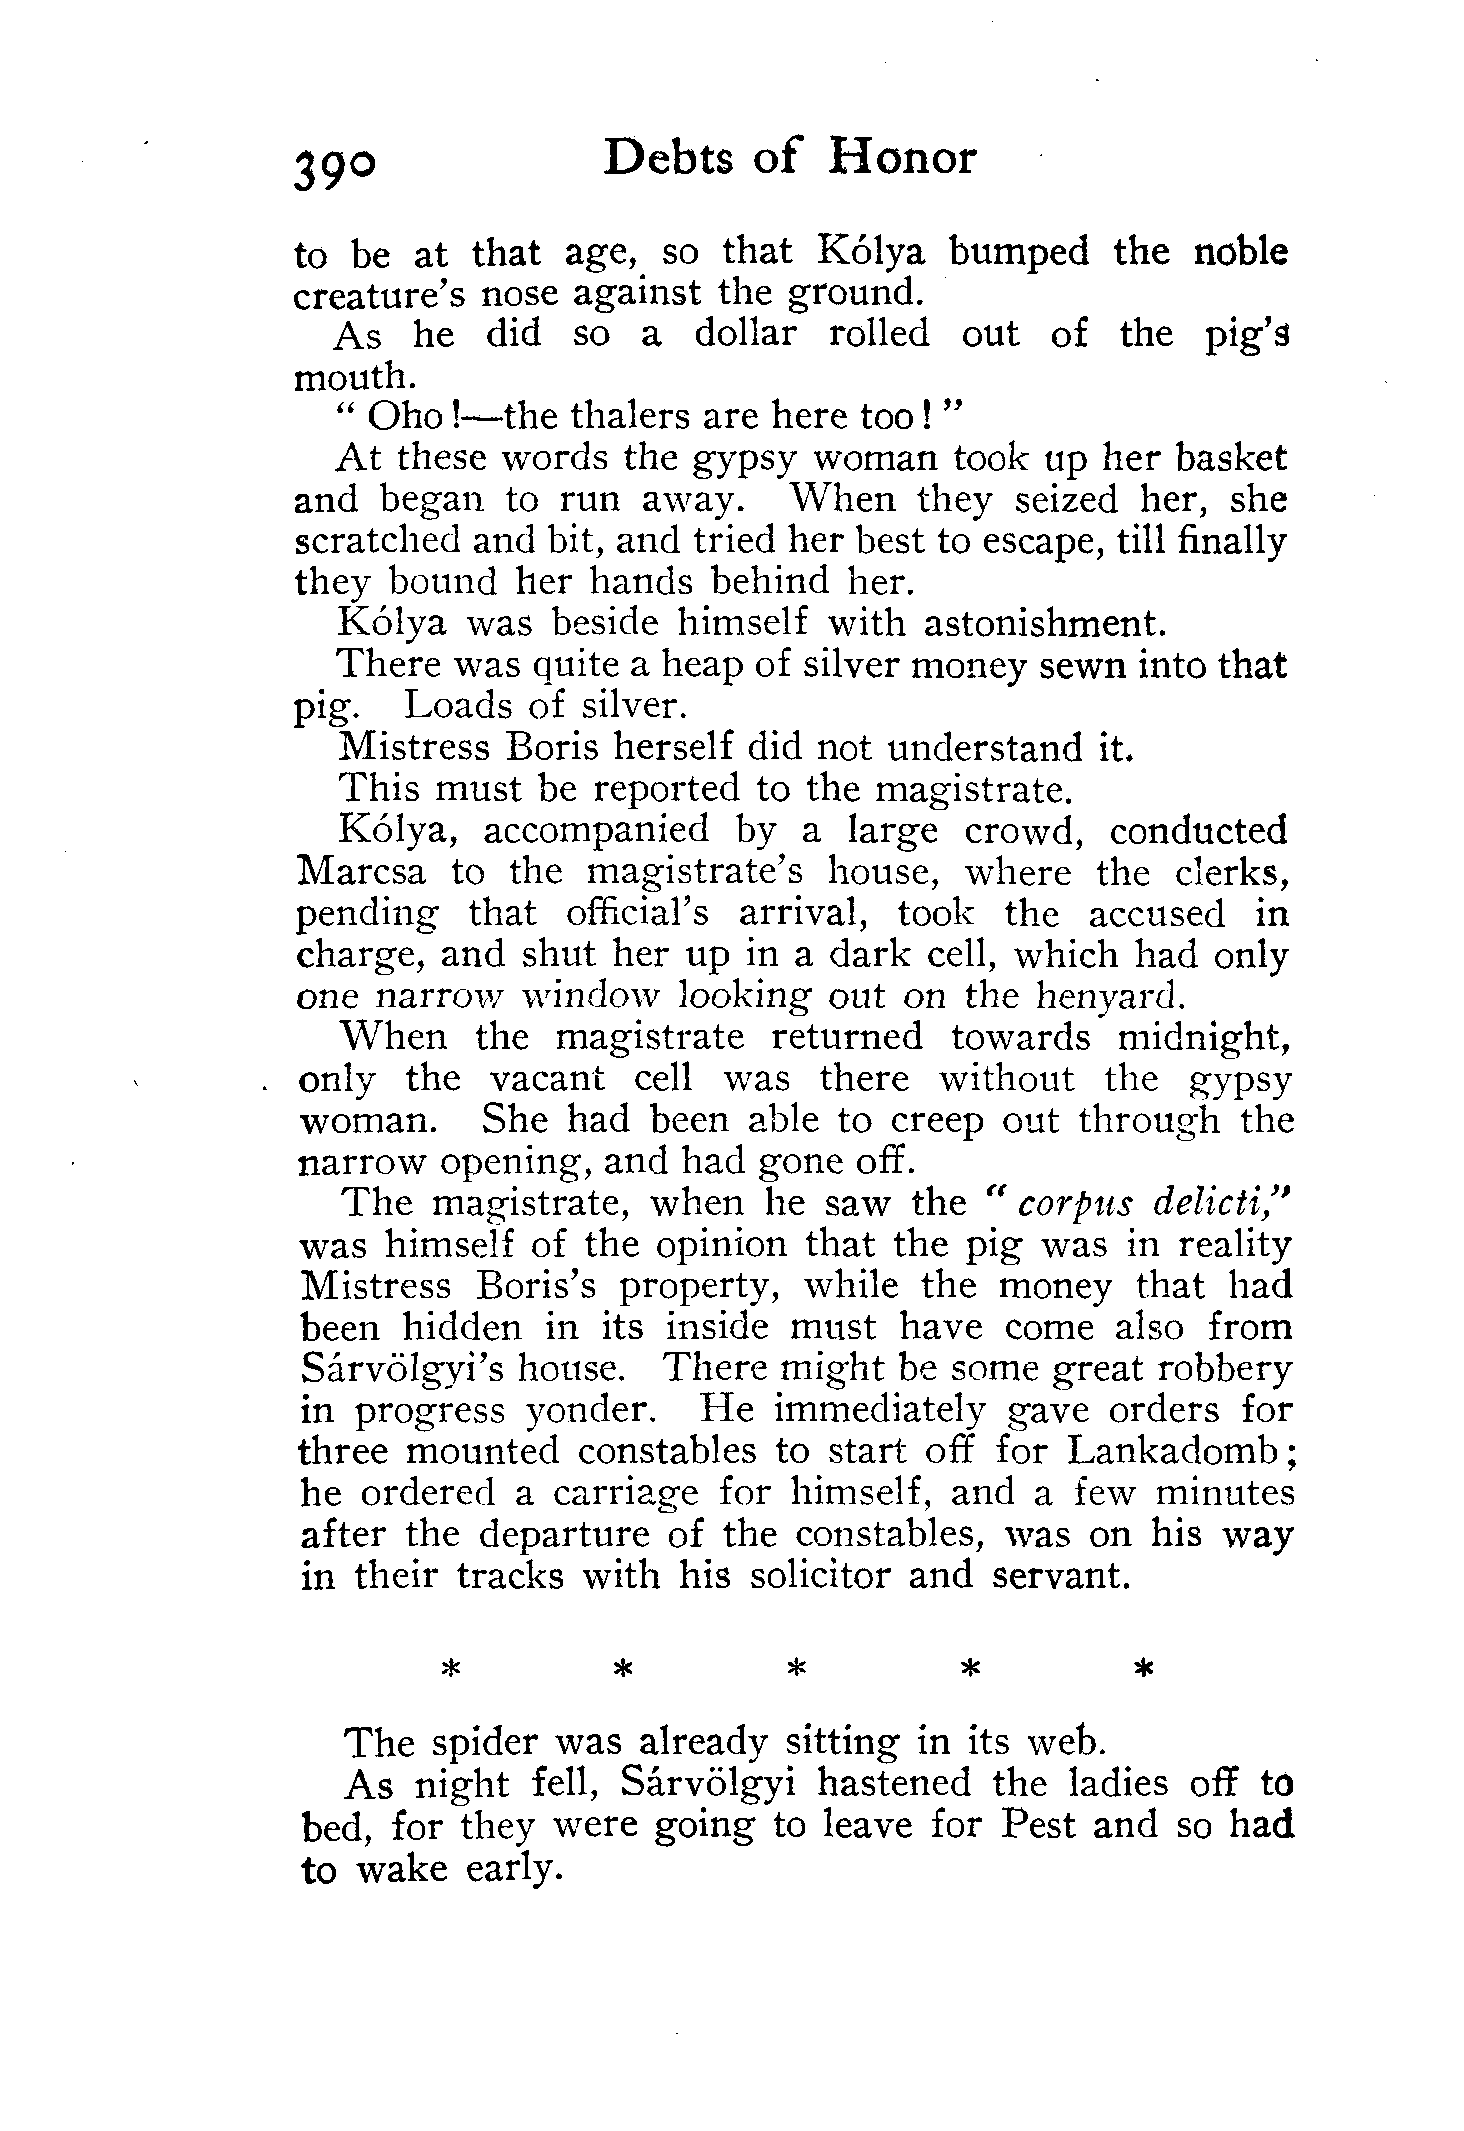 390 Debts of Honor
to be at that age, so that Kólya bumped the noble
creature's nose against the ground.
As he did so a dollar rolled out of the pig's
mouth.
" Oho !—the thalers are here too ! "
At these words the gypsy woman took up her basket
and began to run away. When they seized her, she
scratched and bit, and tried her best to escape, till finally
they bound her hands behind her.
Kólya was beside himself with astonishment.
There was quite a heap of silver money sewn into that
pig. Loads of silver.
Mistress Boris herself did not understand it.
This must be reported to the magistrate.
Kólya, accompanied by a large crowd, conducted
Marcsa to the magistrate's house, where the clerks,
pending that official's arrival, took the accused in
charge, and shut her up in a dark cell, which had only
one narrow window looking out on the henyard.
When the magistrate returned towards midnight,
only the vacant cell was there without the gypsy
woman. She had been able to creep out through the
narrow opening, and had gone off.
The magistrate, when he saw the " corpus delicti,"
was himself of the opinion that the pig was in reality
Mistress Boris's property, while the money that had
been hidden in its inside must have come also from
Sárvölgyi's house. There might be some great robbery
in progress yonder. He immediately gave orders for
three mounted constables to start off for Lankadomb ;
he ordered a carriage for himself, and a few minutes
after the departure of the constables, was on his way
in their tracks with his solicitor and servant.
* * * * *
The spider was already sitting in its web.
As night fell, Sárvölgyi hastened the ladies off to
bed, for they were going to leave for Pest and so had
to wake early.